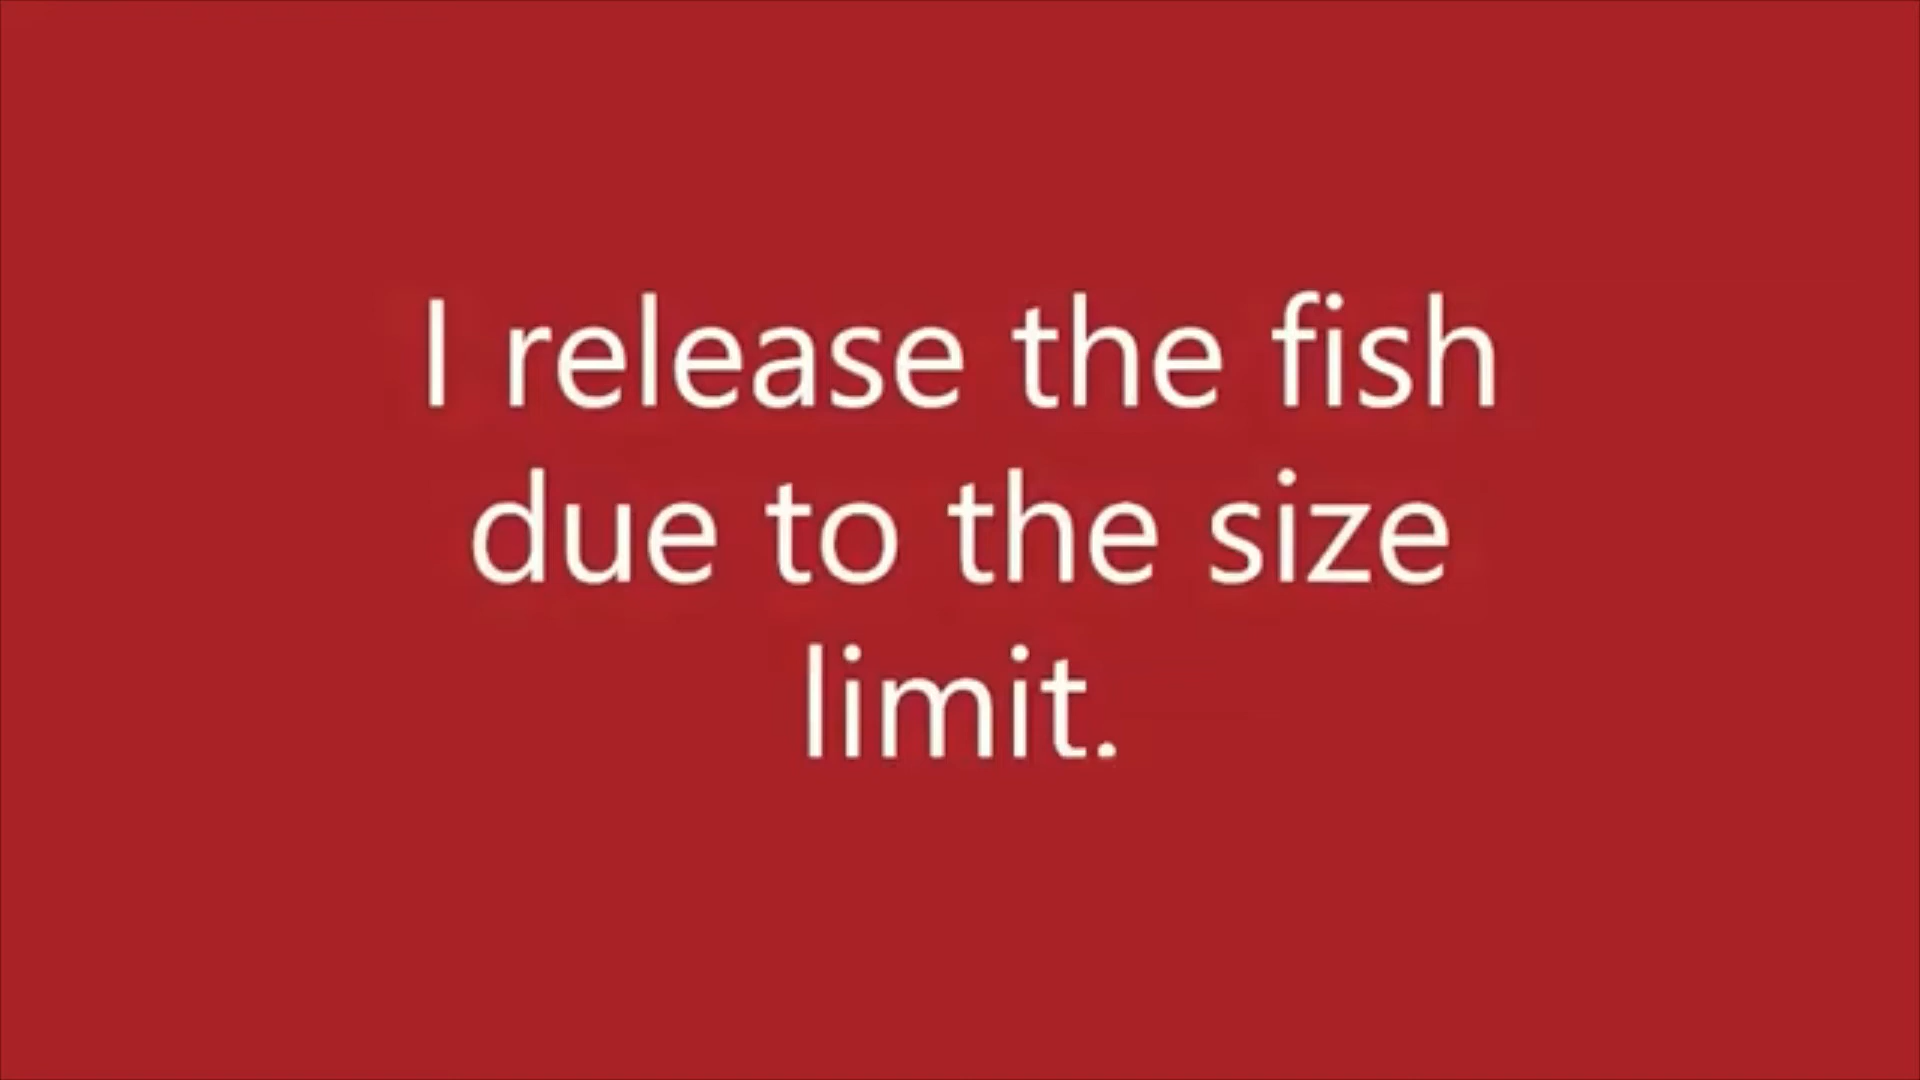 I release the fish
due to the size
limit.